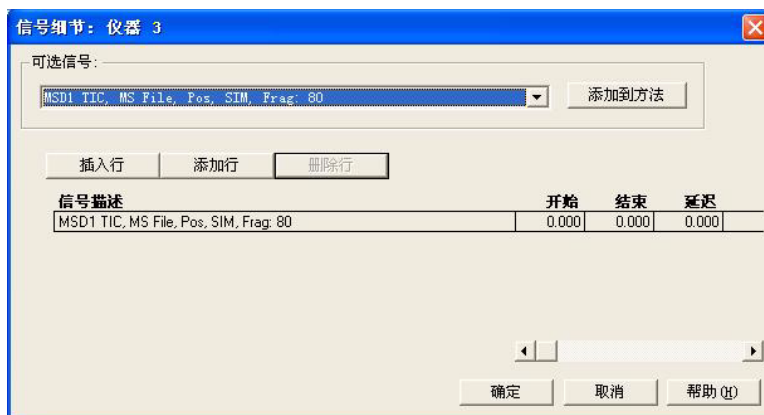 信号细节: 仪器 3
可选信号:
MSD1 TIC, MS File, Pos, SIM, Frag: 80
添加到方法
插入行 添加行 删除行
信号描述 开始 结束 延迟
MSD1 TIC, MS File, Pos, SIM, Frag: 80 0.000 0.000 0.000
确定 取消 帮助(H)